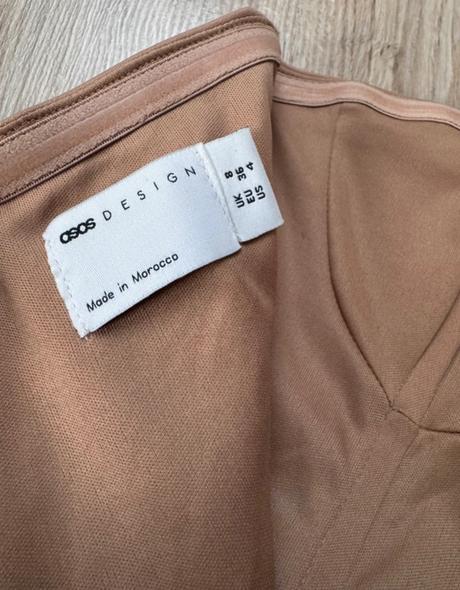 asos DESIGN
Made in Morocco
UK 8
EU 36
US 4